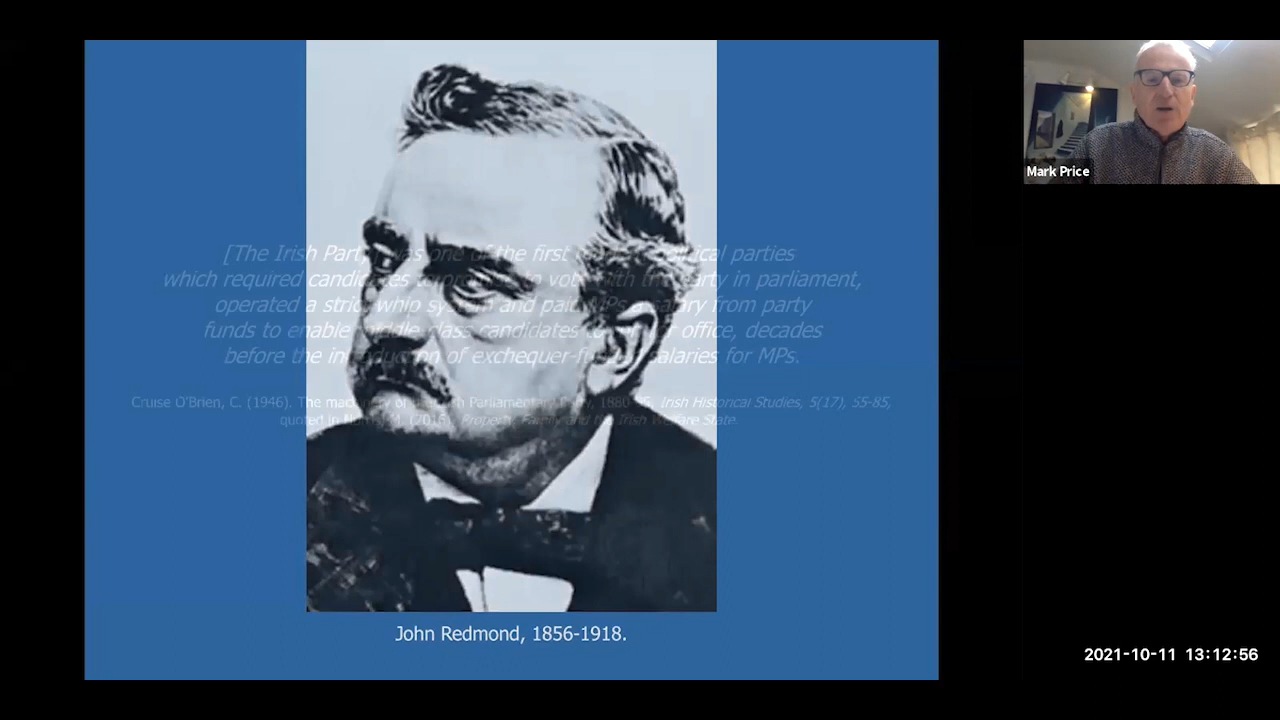 [The Irish Party] was one of the first political parties
which required candidates to vote with the party in parliament,
operated a strict whip system and paid MPs a salary from party
funds to enable middle class candidates to office, decades
before the introduction of exchequer-funded salaries for MPs.
Cruise O'Brien, C. (1946). The machinery of the Irish Parliamentary Party, 1880-85. Irish Historical Studies, 5(17), 55-85,
quoted in (2016). Property, Family and the Irish Welfare State.
John Redmond, 1856-1918.
Mark Price
2021-10-11 13:12:56